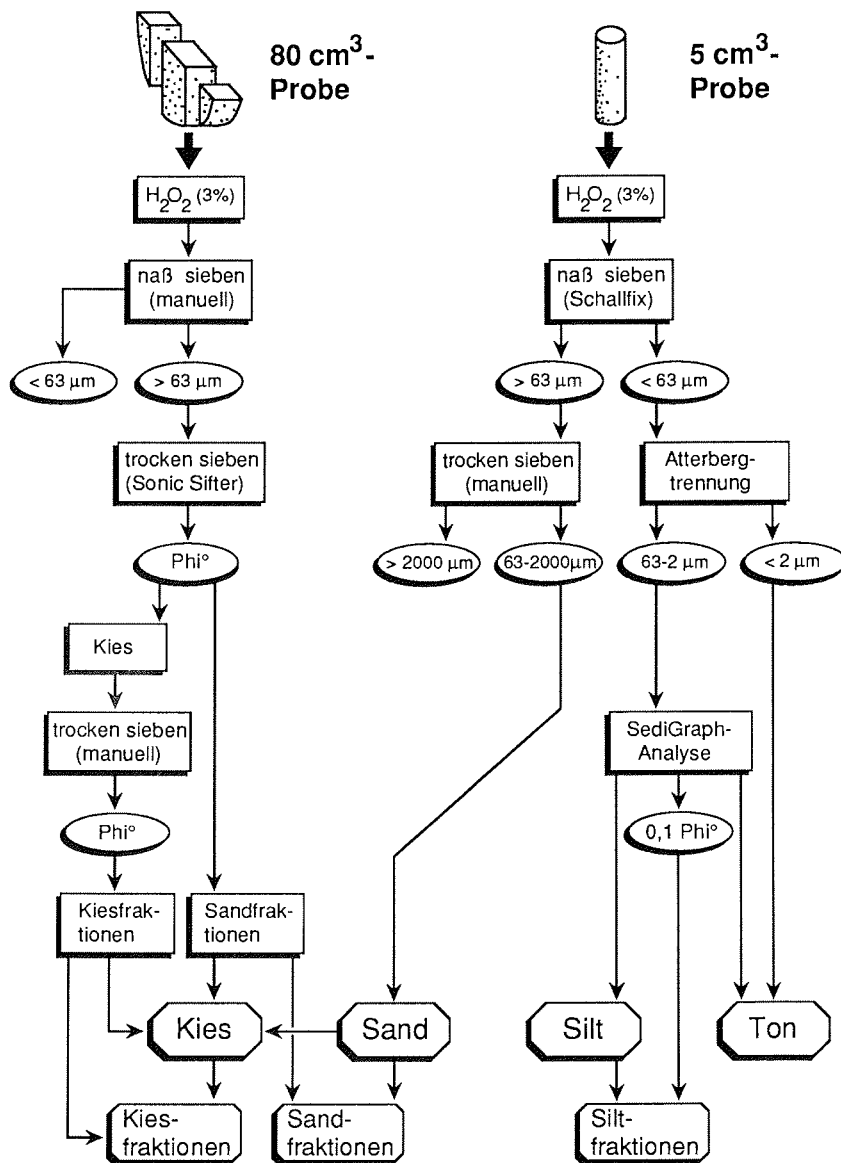 80 cm³-
Probe
5 cm³-
Probe
H₂O₂ (3%)
H₂O₂ (3%)
naß sieben
(manuell)
naß sieben
(Schallfix)
< 63 µm
> 63 µm
> 63 µm
< 63 µm
trocken sieben
(Sonic Sifter)
trocken sieben
(manuell)
Atterberg-
trennung
Phi°
> 2000 µm
63-2000µm
63-2 µm
< 2 µm
Kies
trocken sieben
(manuell)
SediGraph-
Analyse
Phi°
0,1 Phi°
Kiesfrak-
tionen
Sandfrak-
tionen
Kies
Sand
Silt
Ton
Kies-
fraktionen
Sand-
fraktionen
Silt-
fraktionen